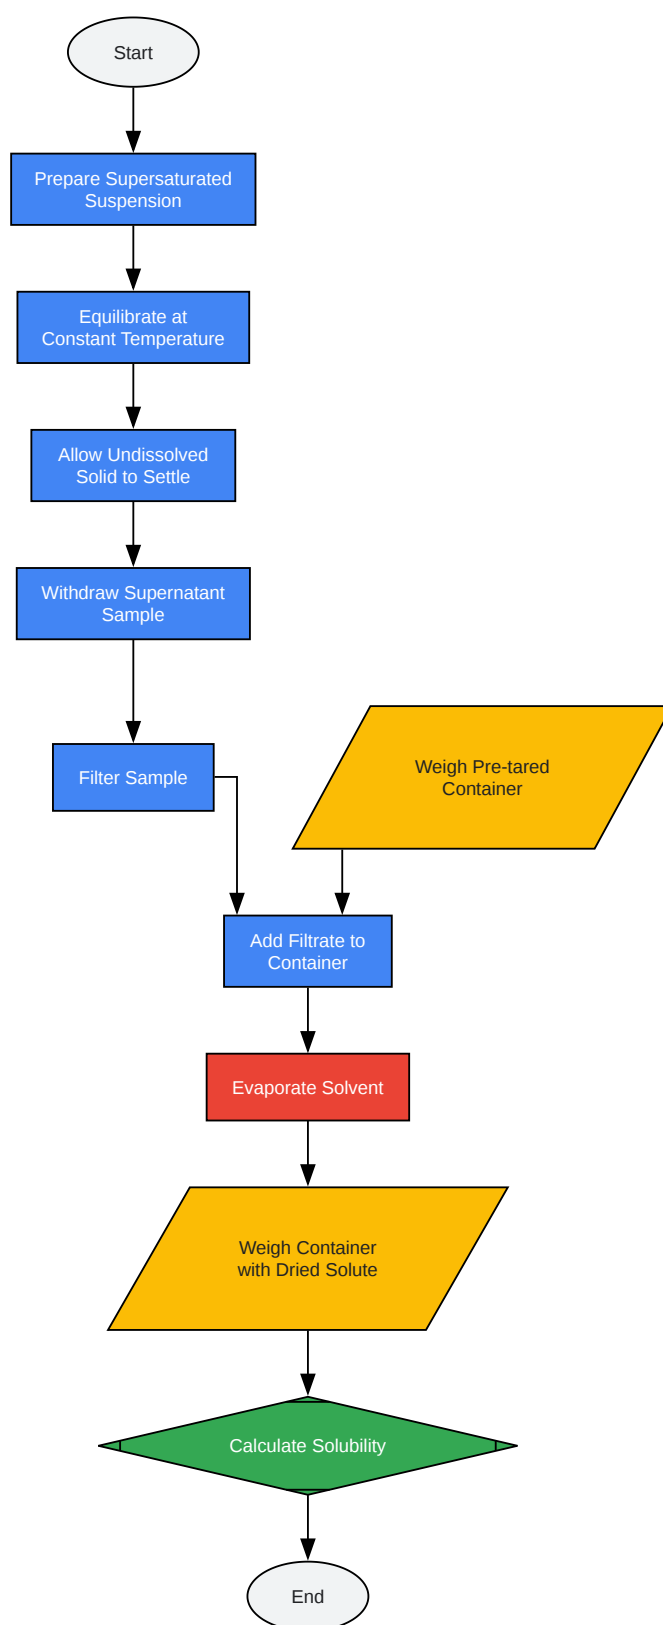 Start
Prepare Supersaturated
Suspension
Equilibrate at
Constant Temperature
Allow Undissolved
Solid to Settle
Withdraw Supernatant
Sample
Filter Sample
Weigh Pre-tared
Container
Add Filtrate to
Container
Evaporate Solvent
Weigh Container
with Dried Solute
Calculate Solubility
End